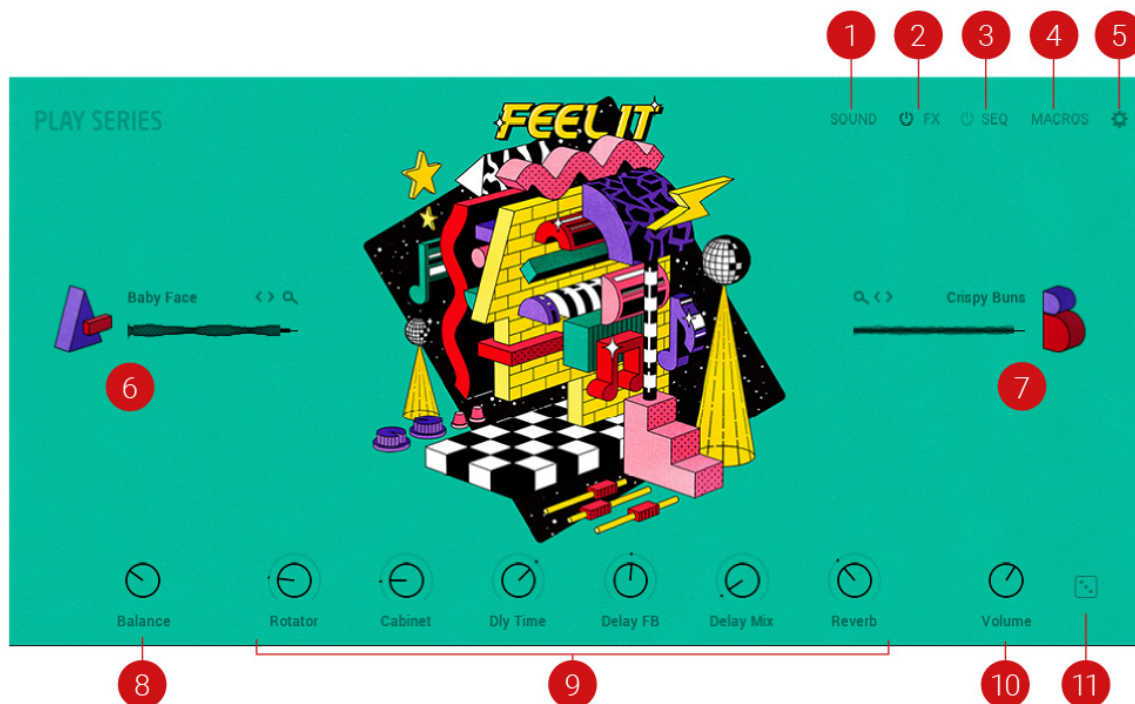 1 2 3 4 5
PLAY SERIES
FEEL IT
SOUND FX SEQ MACROS
Baby Face
Crispy Buns
6
7
Balance Rotator Cabinet Dly Time Delay FB Delay Mix Reverb Volume
8 9 10 11